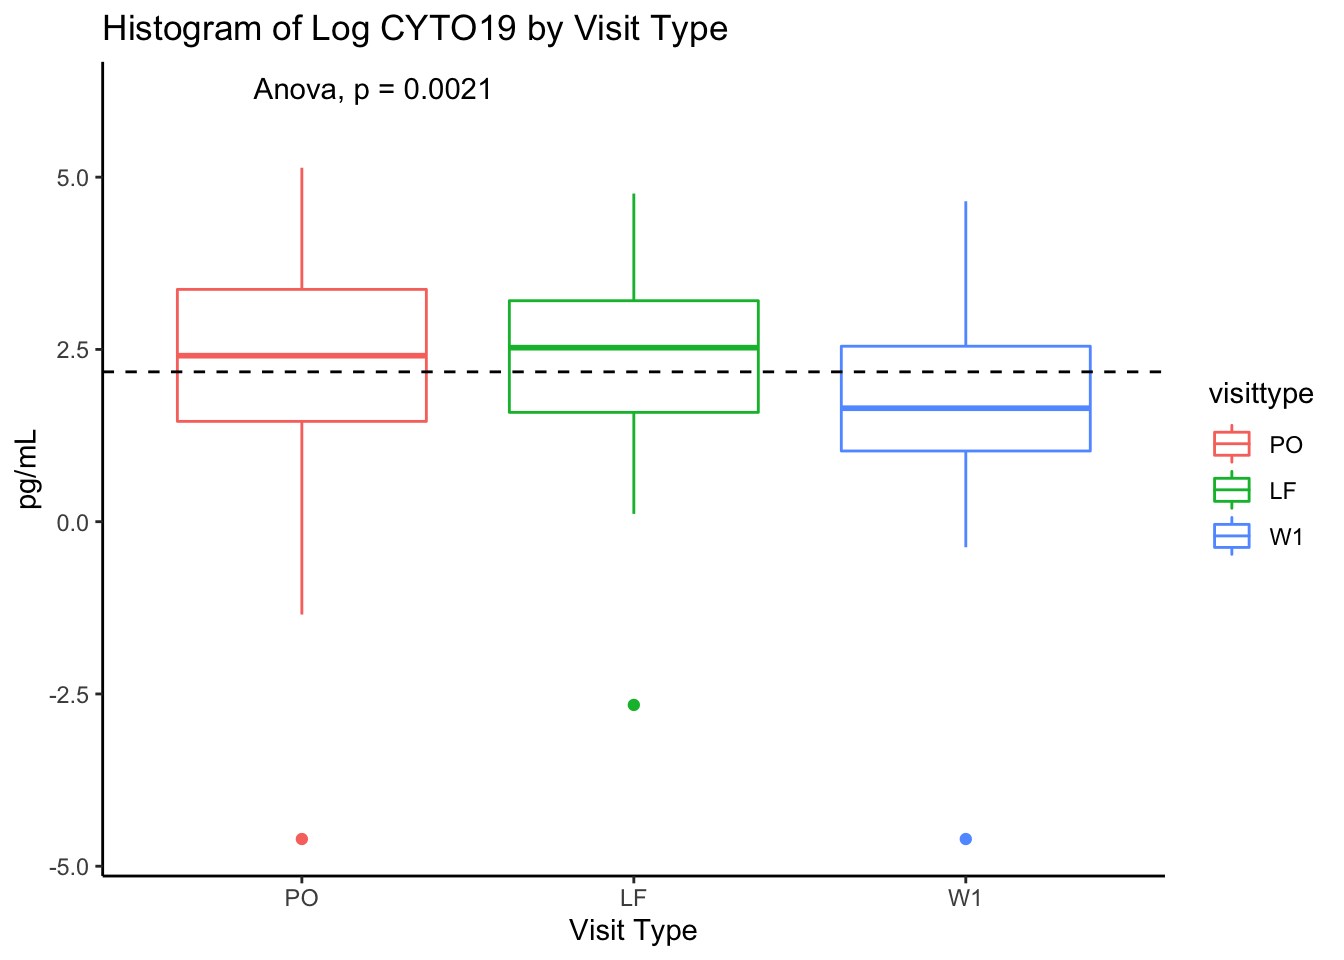 Histogram of Log CYTO19 by Visit Type
Anova, p = 0.0021
5.0
2.5
0.0
-2.5
-5.0
pg/mL
PO
LF
W1
Visit Type
visittype
PO
LF
W1